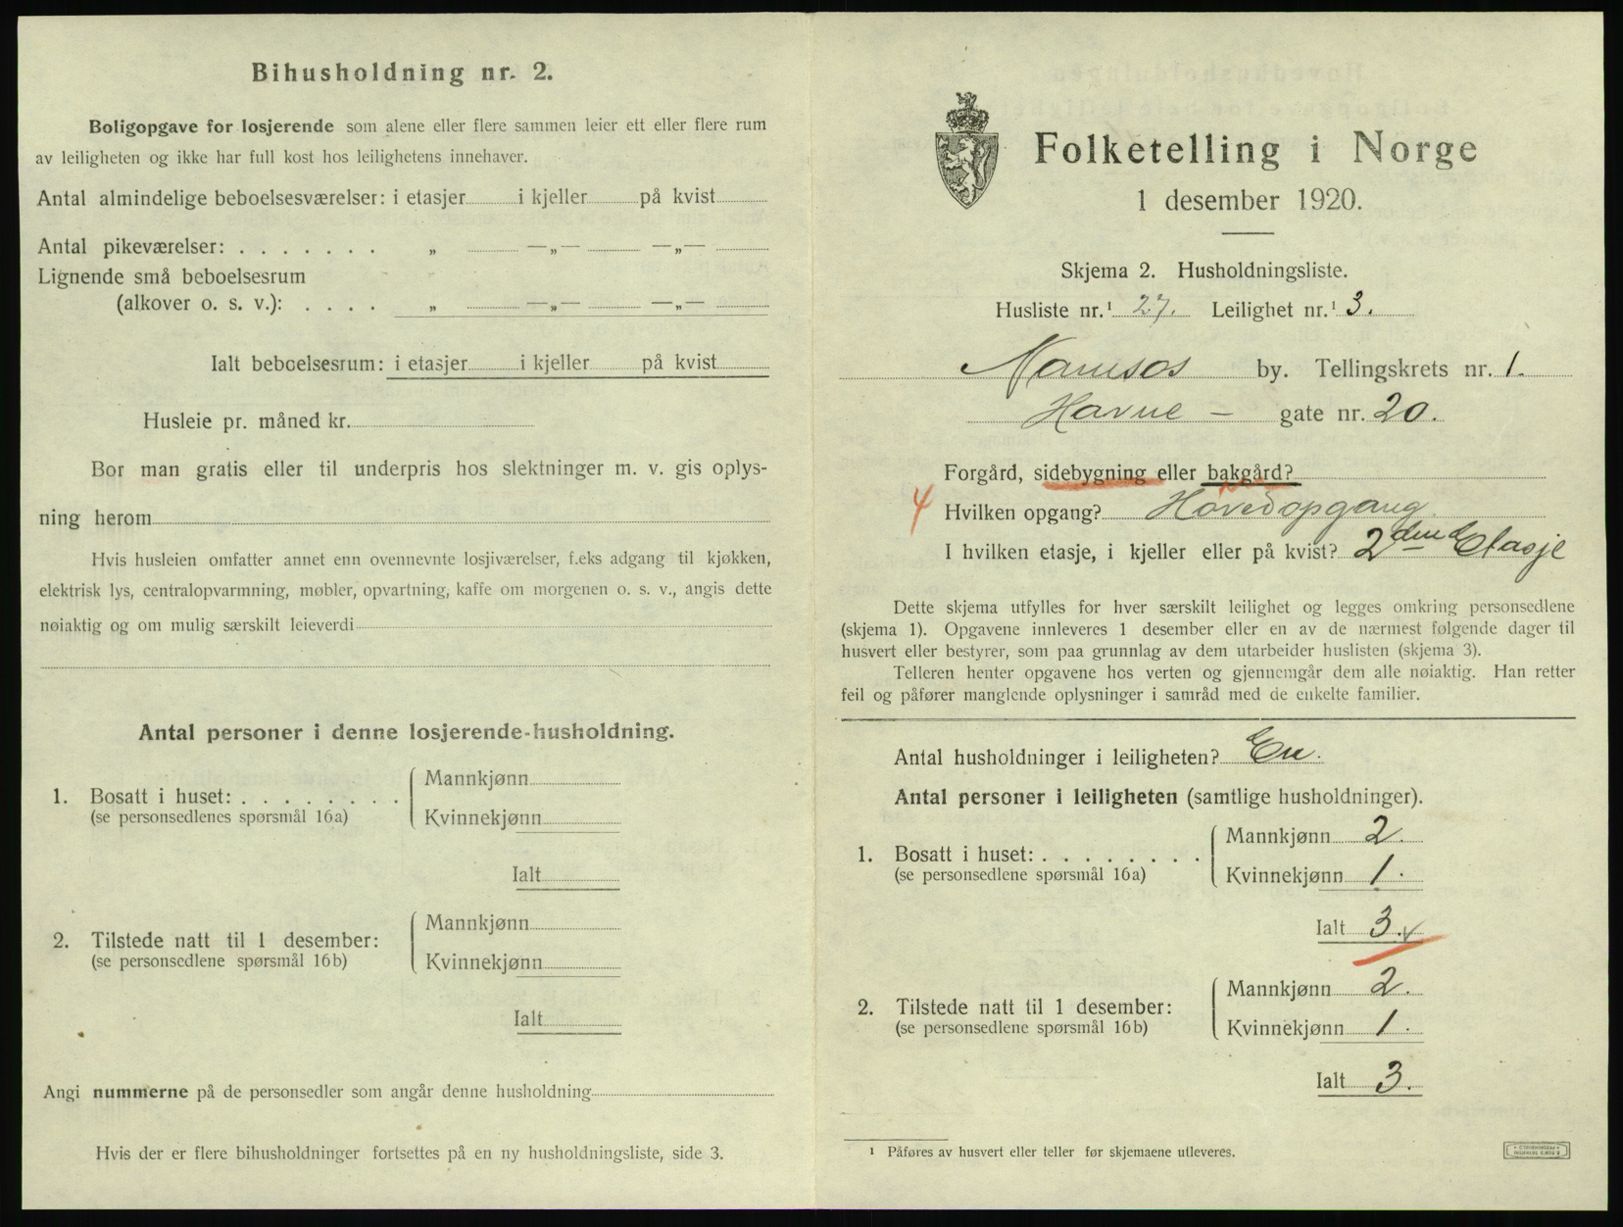 Bihusholdning nr. 2.
Boligopgave for losjerende som alene eller flere sammen leier ett eller flere rum
av leiligheten og ikke har full kost hos leilighetens innehaver.
Antal almindelige beboelsesværelser: i etasjer i kjeller på kvist
Antal pikeværelser: . . . . . . . „ —„— —„—
Lignende små beboelsesrum
(alkover o. s. v.): . . . . „ —„— —„—
Ialt beboelsesrum: i etasjer i kjeller på kvist
Husleie pr. måned kr.
Bor man gratis eller til underpris hos slektninger m. v. gis oplys-
ning herom
Hvis husleien omfatter annet enn ovennevnte losjiværelser, f.eks adgang til kjøkken,
elektrisk lys, centralopvarmning, møbler, opvartning, kaffe om morgenen o. s. v., angis dette
nøiaktig og om mulig særskilt leieverdi
Antal personer i denne losjerende-husholdning.
1. Bosatt i huset: . . . . . . . .
(se personsedlenes spørsmål 16a)
Mannkjønn
Kvinnekjønn
Ialt
2. Tilstede natt til 1 desember:
(se personsedlene spørsmål 16b)
Mannkjønn
Kvinnekjønn
Ialt
Angi nummerne på de personsedler som angår denne husholdning
Hvis der er flere bihusholdninger fortsettes på en ny husholdningsliste, side 3.
Folketelling i Norge
1 desember 1920.
Skjema 2. Husholdningsliste.
Husliste nr.¹ 27. Leilighet nr.¹ 3.
Namsos by. Tellingskrets nr. 1.
Havne - gate nr. 20.
Forgård, sidebygning eller bakgård?
4 Hvilken opgang? Hovedopgang
I hvilken etasje, i kjeller eller på kvist? 2den Etasje
Dette skjema utfylles for hver særskilt leilighet og legges omkring personsedlene
(skjema 1). Opgavene innleveres 1 desember eller en av de nærmest følgende dager til
husvert eller bestyrer, som paa grunnlag av dem utarbeider huslisten (skjema 3).
Telleren henter opgavene hos verten og gjennemgår dem alle nøiaktig. Han retter
feil og påfører manglende oplysninger i samråd med de enkelte familier.
Antal husholdninger i leiligheten? En.
Antal personer i leiligheten (samtlige husholdninger).
1. Bosatt i huset: . . . . . . . .
(se personsedlene spørsmål 16a)
Mannkjønn 2.
Kvinnekjønn 1.
Ialt 3.
2. Tilstede natt til 1 desember:
(se personsedlene spørsmål 16b)
Mannkjønn 2.
Kvinnekjønn 1.
Ialt 3.
¹ Påføres av husvert eller teller før skjemaene utleveres.